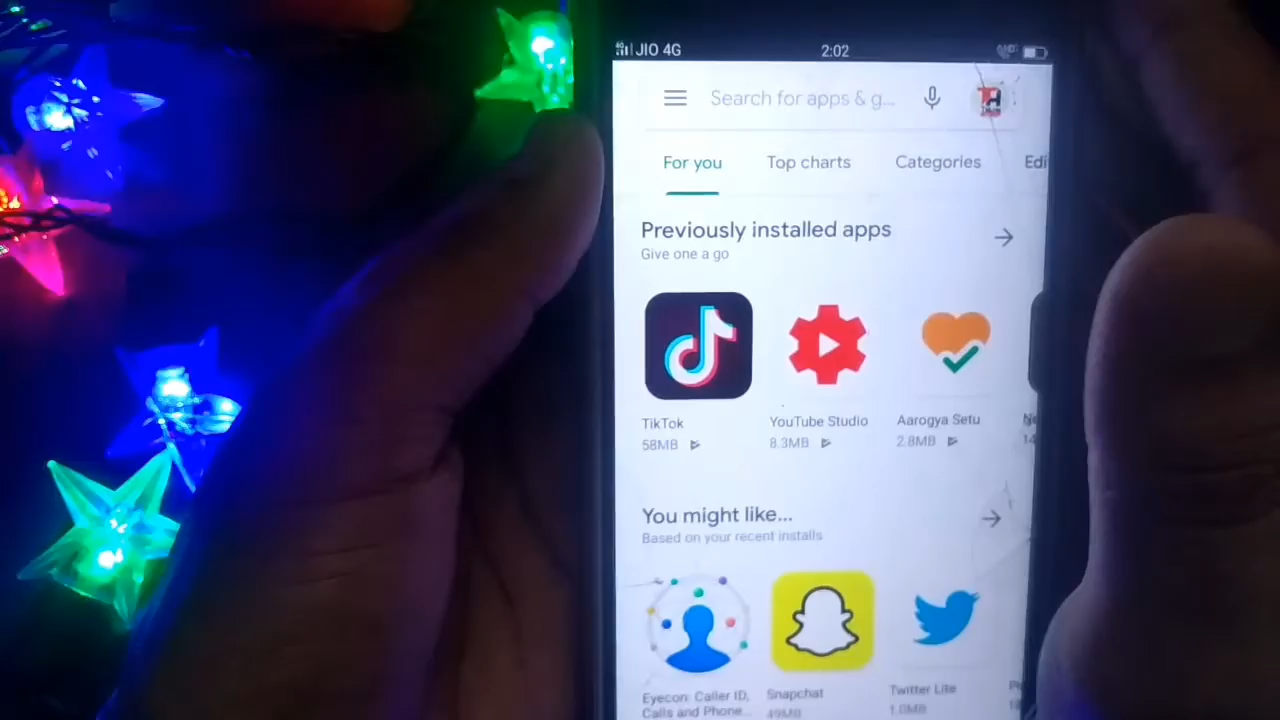 JIO 4G 2:02
Search for apps & g...
For you Top charts Categories Edi
Previously installed apps
Give one a go
TikTok YouTube Studio Aarogya Setu
58MB 8.3MB 2.8MB
You might like...
Based on your recent installs
Eyecon: Caller ID, Snapchat Twitter Lite
Calls and Phone... 49MB 1.0MB